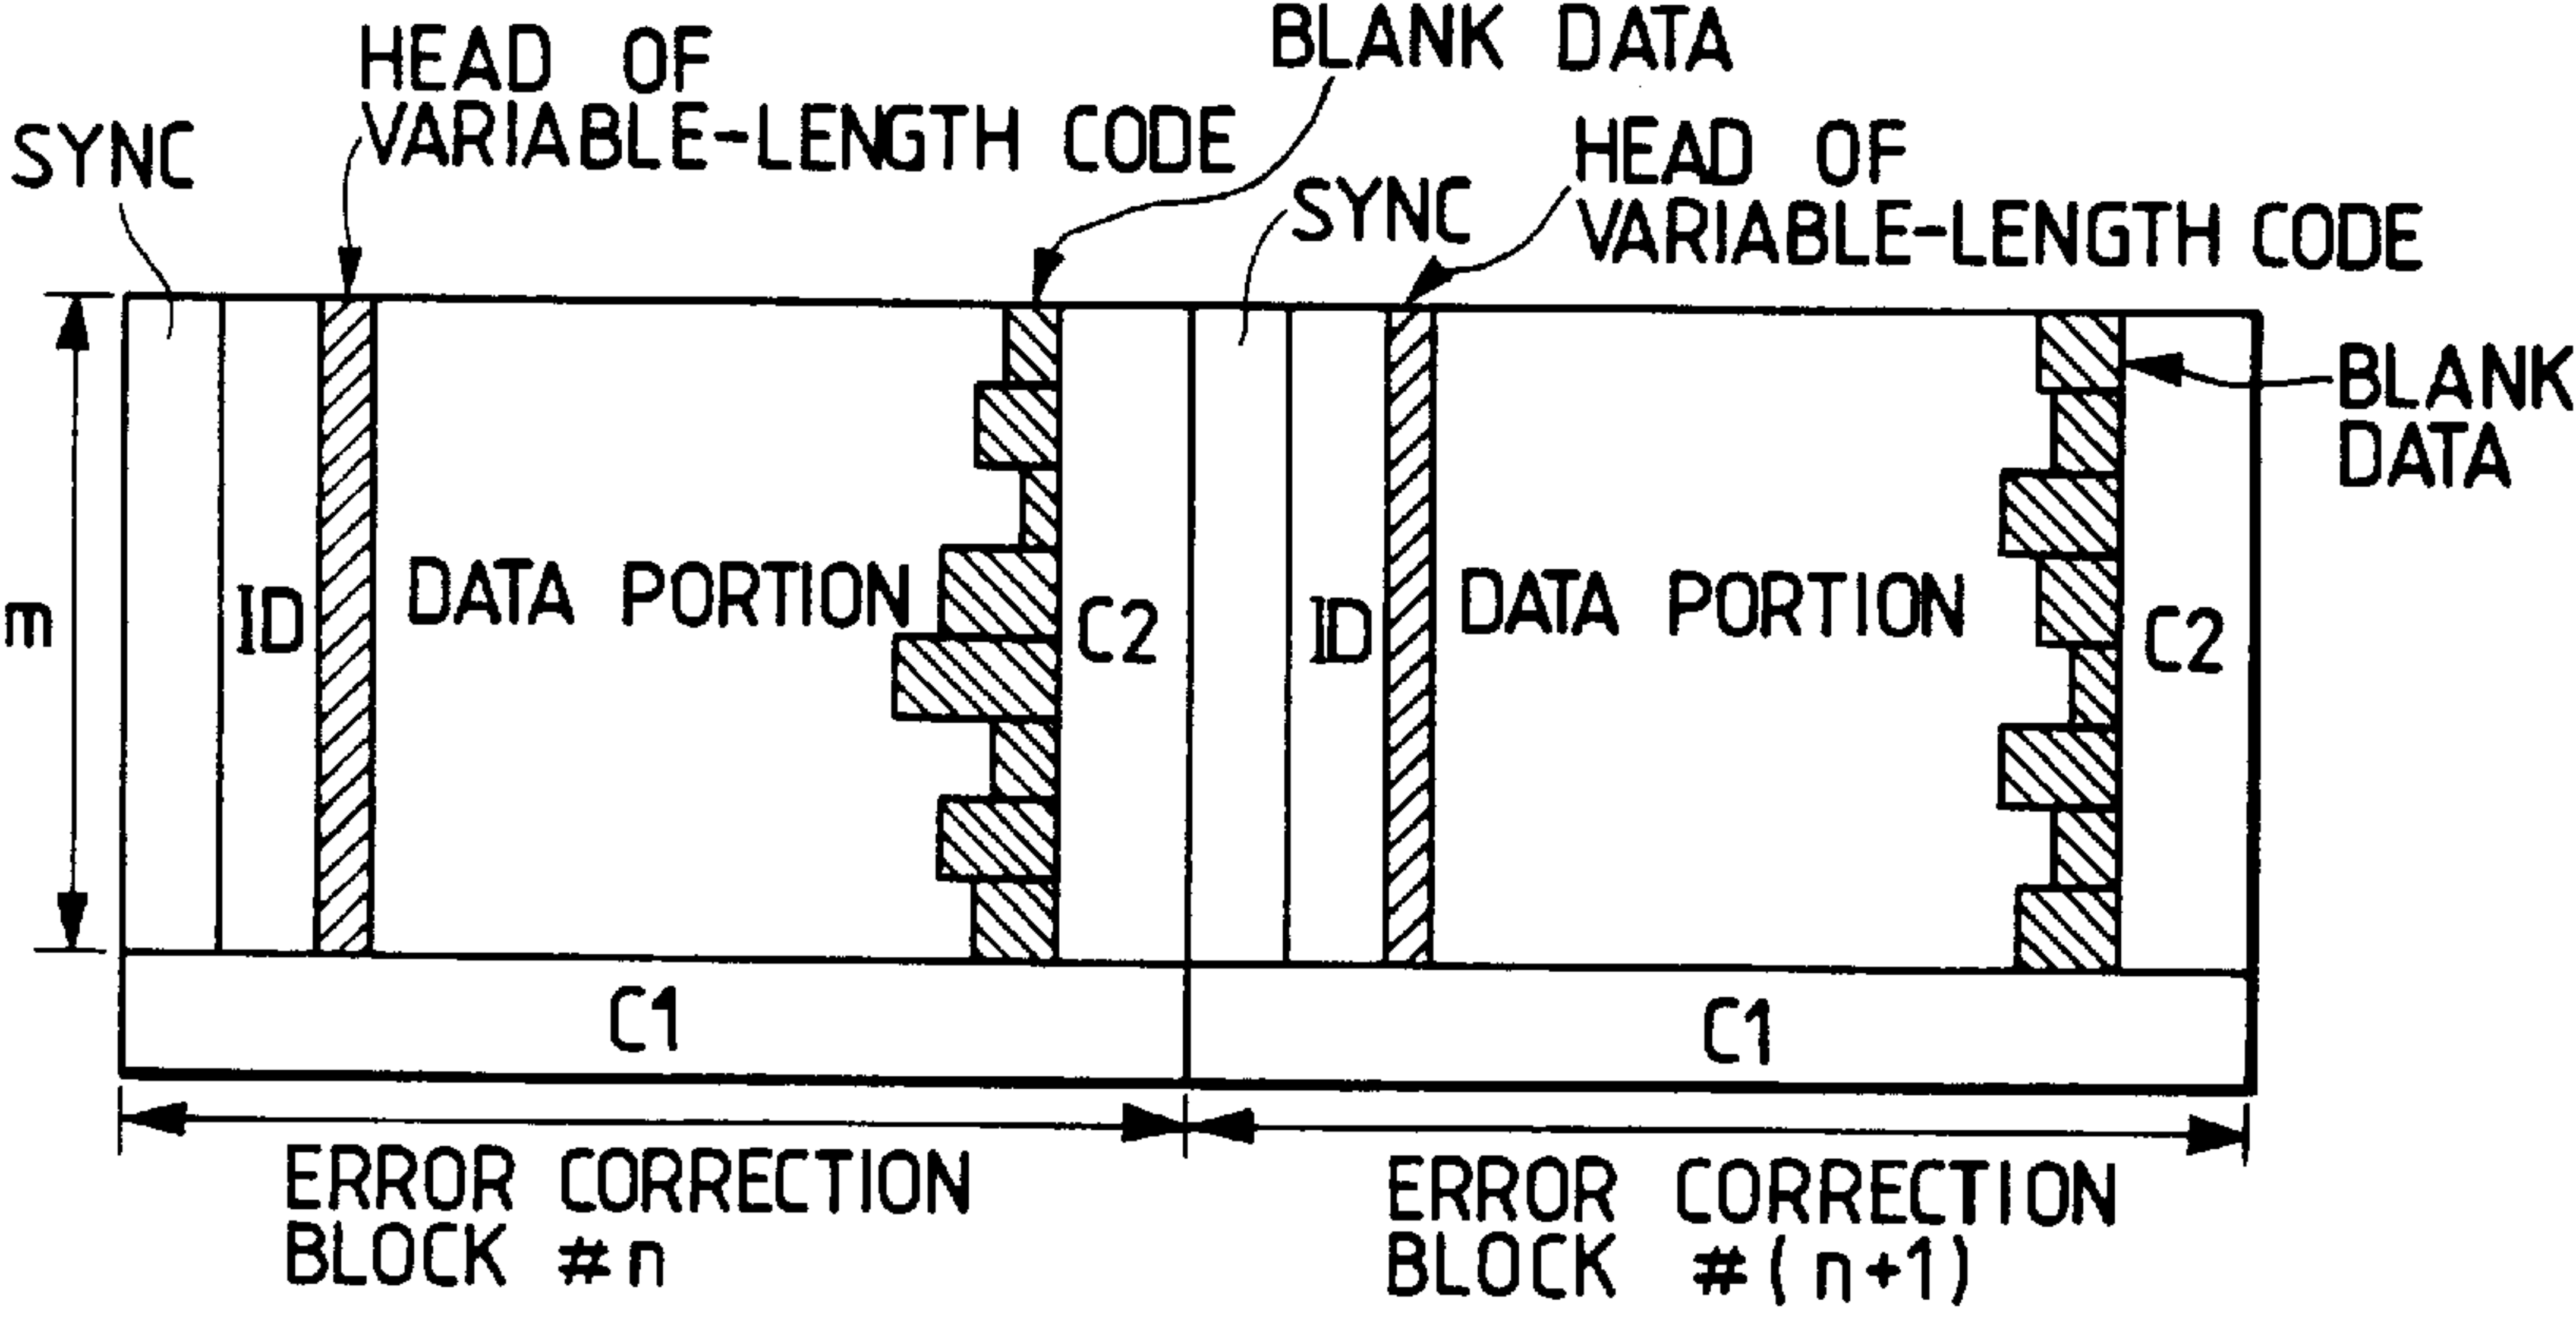 HEAD OF
VARIABLE-LENGTH CODE
BLANK DATA
SYNC
SYNC
HEAD OF
VARIABLE-LENGTH CODE
BLANK
DATA
m
ID
DATA PORTION
C2
ID
DATA PORTION
C2
C1
C1
ERROR CORRECTION
BLOCK #n
ERROR CORRECTION
BLOCK #(n+1)